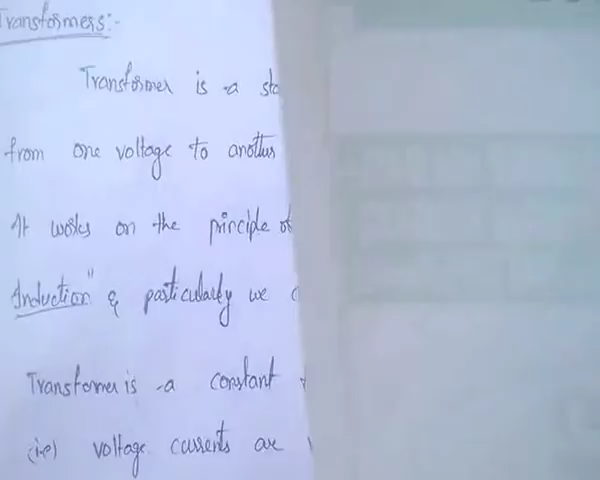 Transformers:-
Transformer is a sta
from one voltage to another
It works on the principle of
Induction" & particularly we
Transformer is a constant
(i.e) voltage currents are